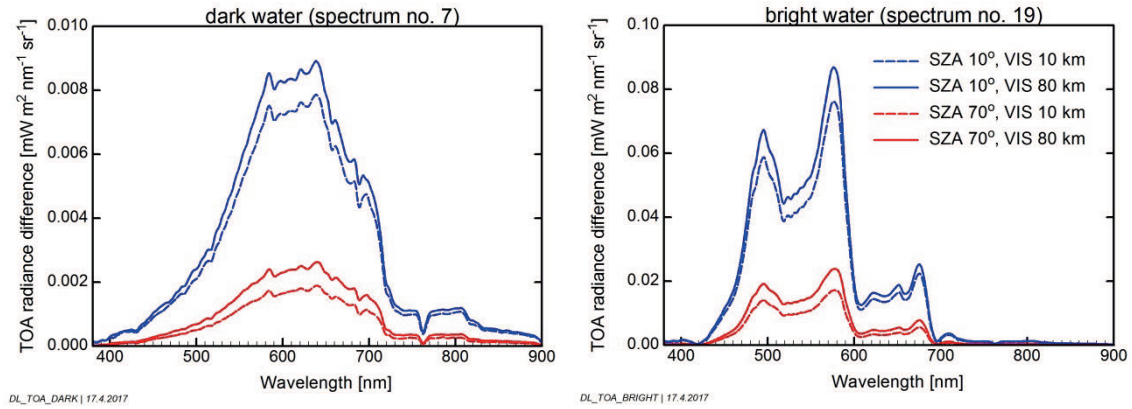 dark water (spectrum no. 7)
TOA radiance difference [mW m² nm⁻¹ sr⁻¹]
0.010
0.008
0.006
0.004
0.002
0.000
400 500 600 700 800 900
Wavelength [nm]
DL_TOA_DARK | 17.4.2017
bright water (spectrum no. 19)
TOA radiance difference [mW m² nm⁻¹ sr⁻¹]
0.10
0.08
0.06
0.04
0.02
0.00
SZA 10°, VIS 10 km
SZA 10°, VIS 80 km
SZA 70°, VIS 10 km
SZA 70°, VIS 80 km
400 500 600 700 800 900
Wavelength [nm]
DL_TOA_BRIGHT | 17.4.2017